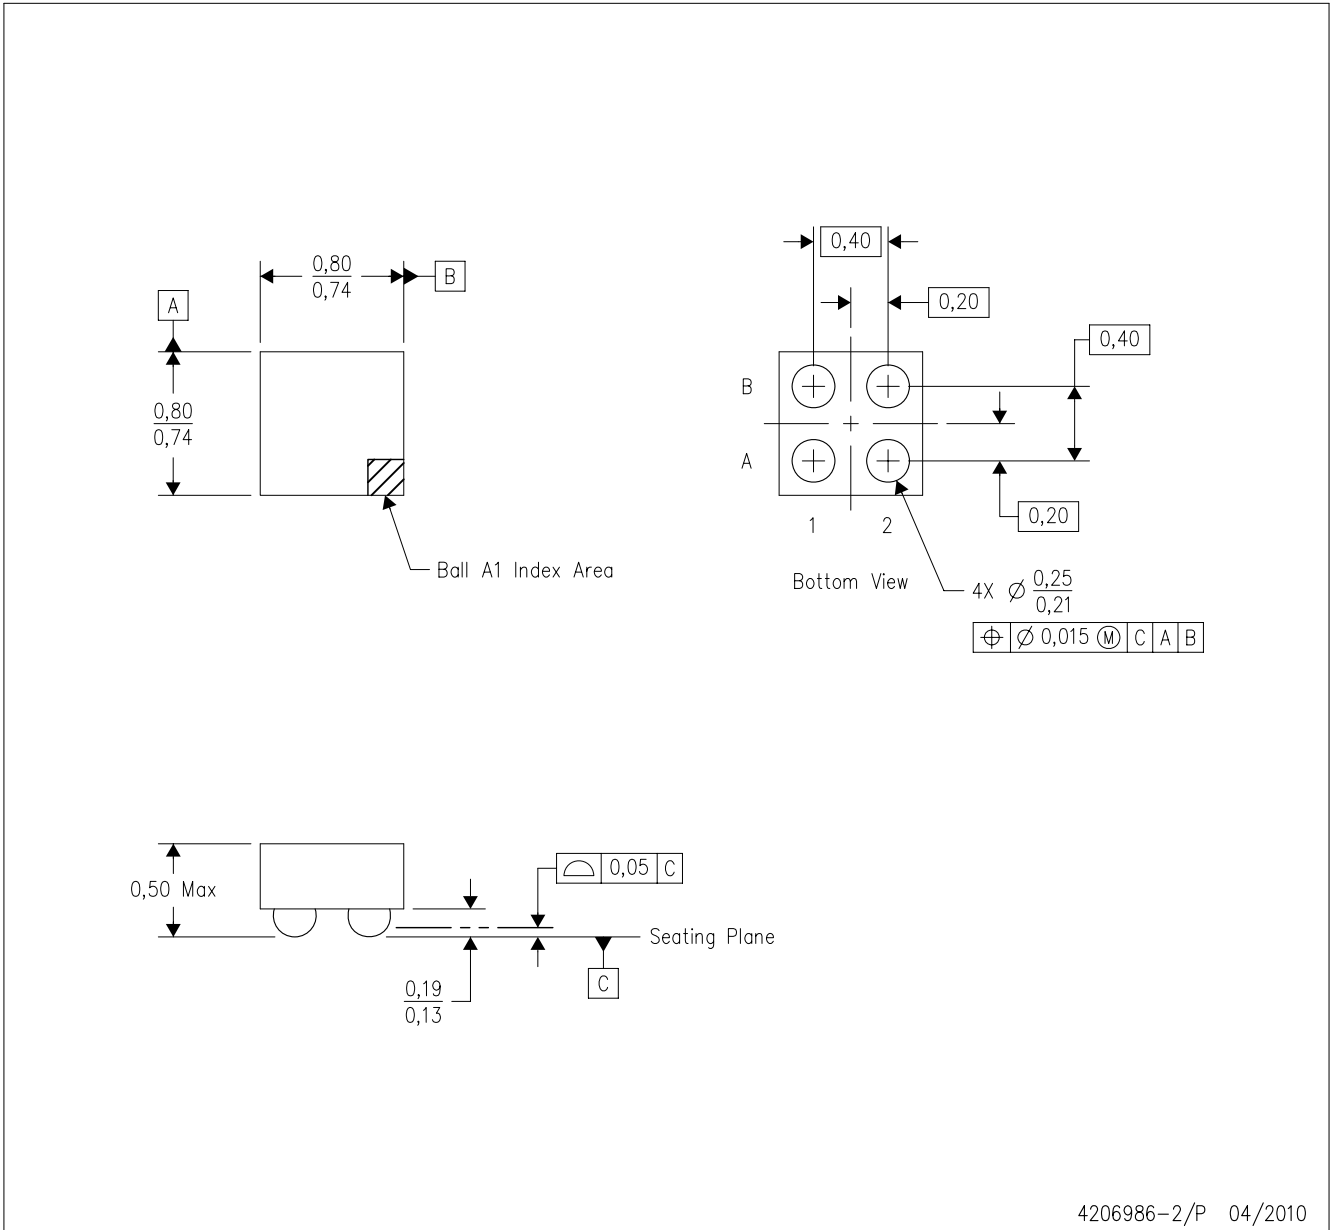 0,80
0,74
B
A
0,80
0,74
Ball A1 Index Area
0,40
0,20
0,40
B
A
0,20
1 2
Bottom View
4X ∅ 0,25
0,21
⌖ ∅ 0,015 Ⓜ C A B
0,50 Max
⌓ 0,05 C
Seating Plane
C
0,19
0,13
4206986-2/P 04/2010